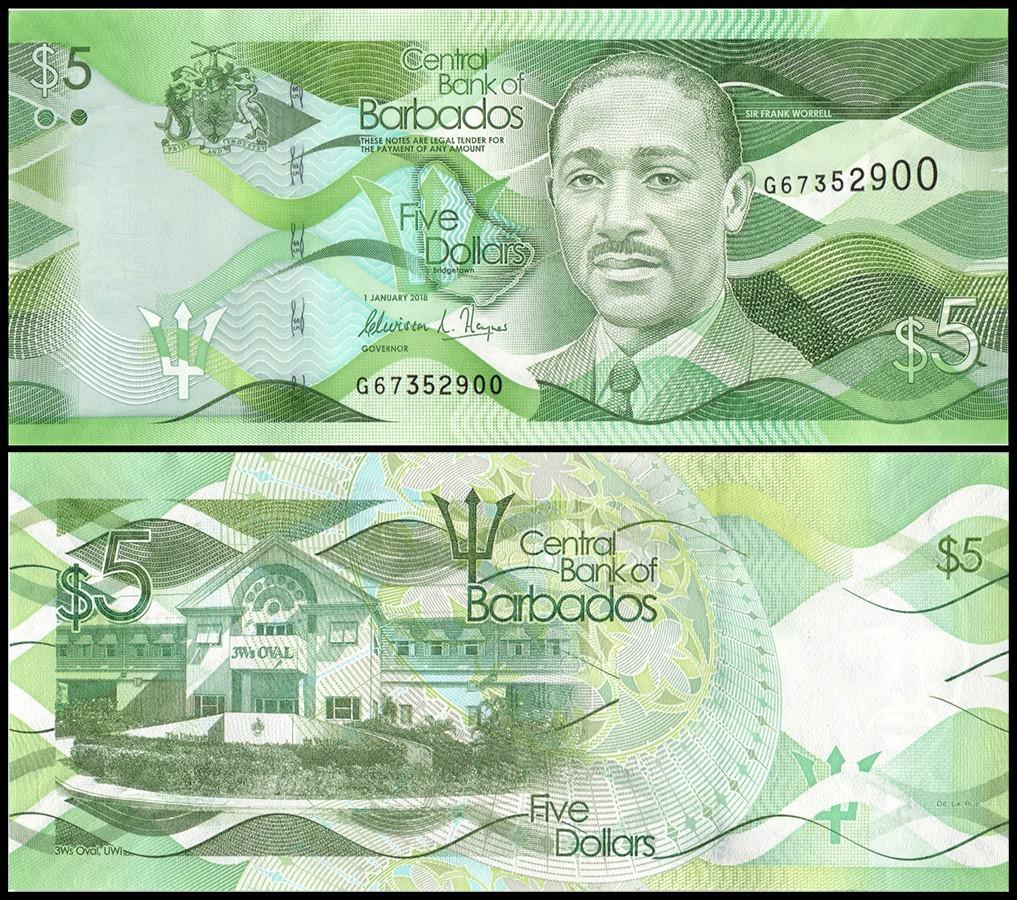 $5
PRIDE AND INDUSTRY
Central
Bank of
Barbados
THESE NOTES ARE LEGAL TENDER FOR
THE PAYMENT OF ANY AMOUNT
SIR FRANK WORRELL
G67352900
Five
Dollars
Bridgetown
1 JANUARY 2018
GOVERNOR
G67352900
$5
$5
Central
Bank of
Barbados
$5
3Ws OVAL
Five
Dollars
DE LA RUE
3Ws Oval, UWI